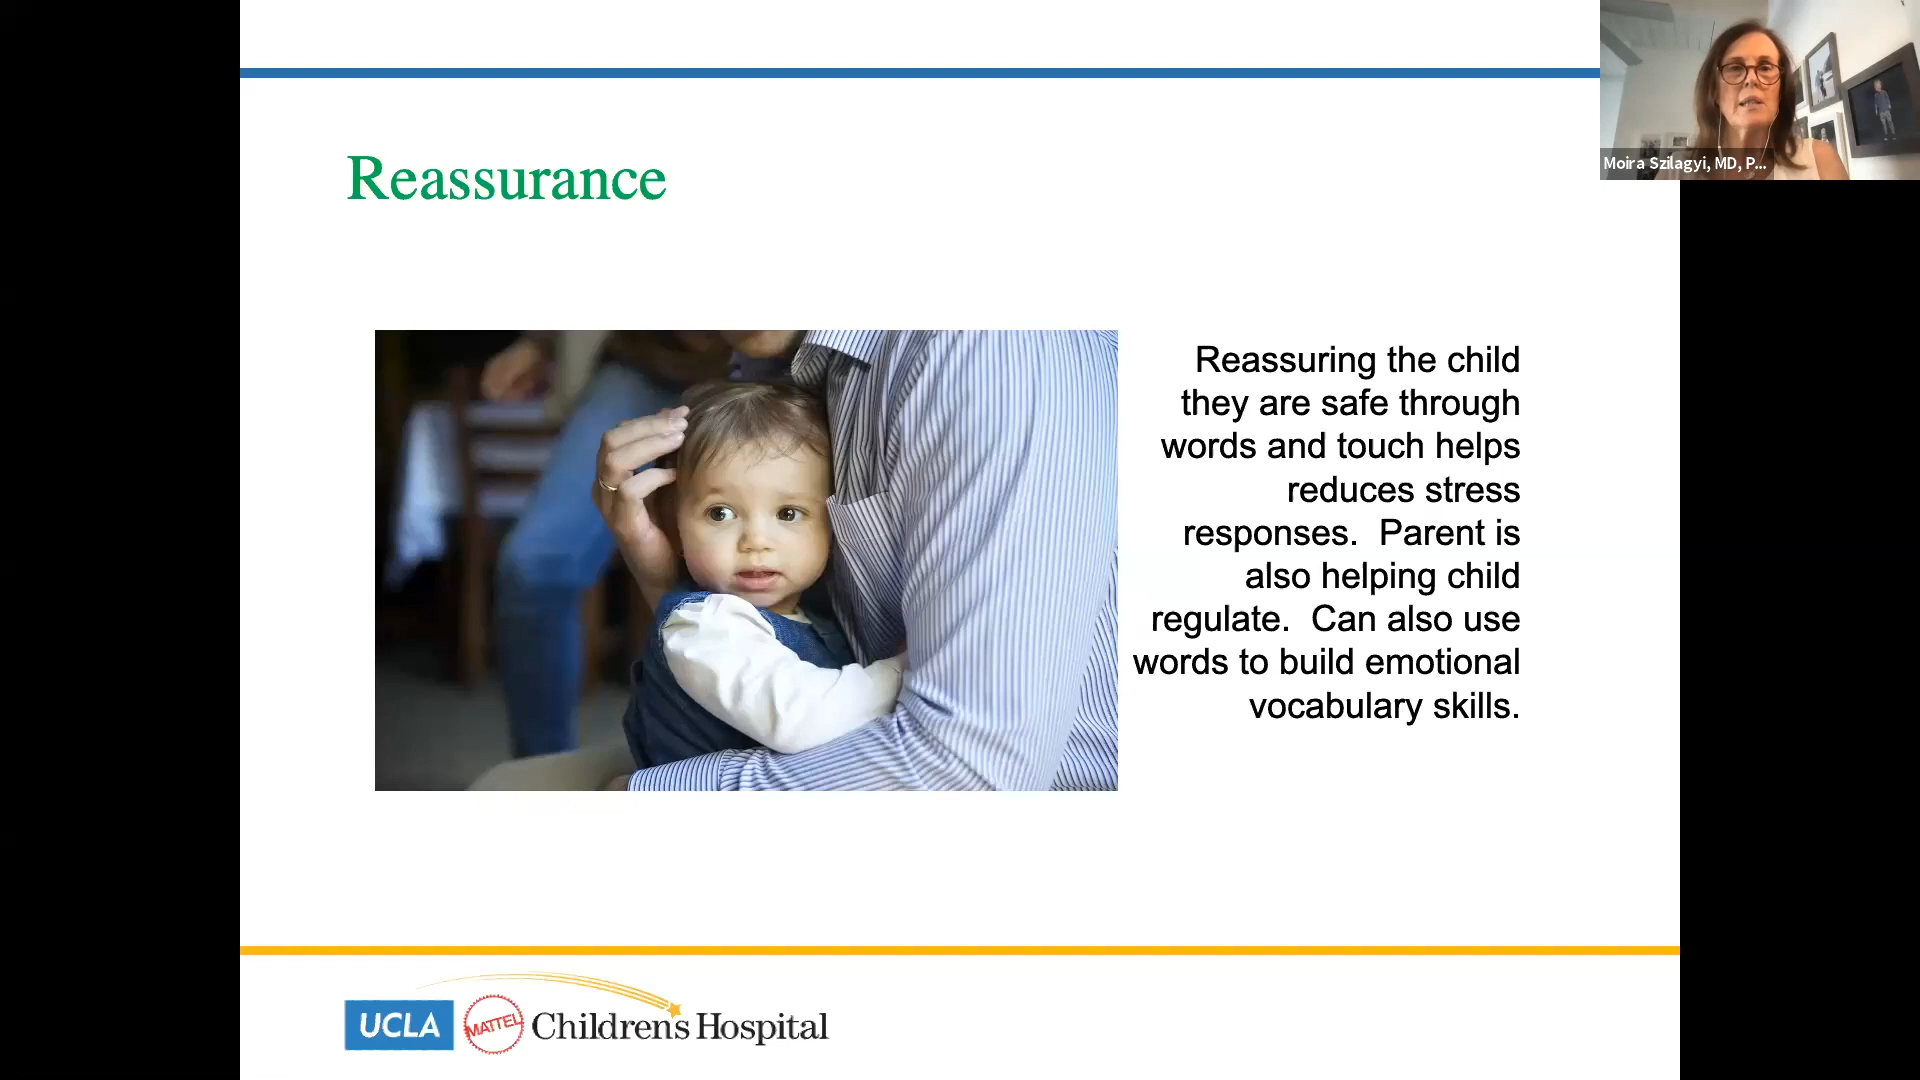 Moira Szilagyi, MD, P...
Reassurance
Reassuring the child
they are safe through
words and touch helps
reduces stress
responses.  Parent is
also helping child
regulate.  Can also use
words to build emotional
vocabulary skills.
UCLA MATTEL Children's Hospital